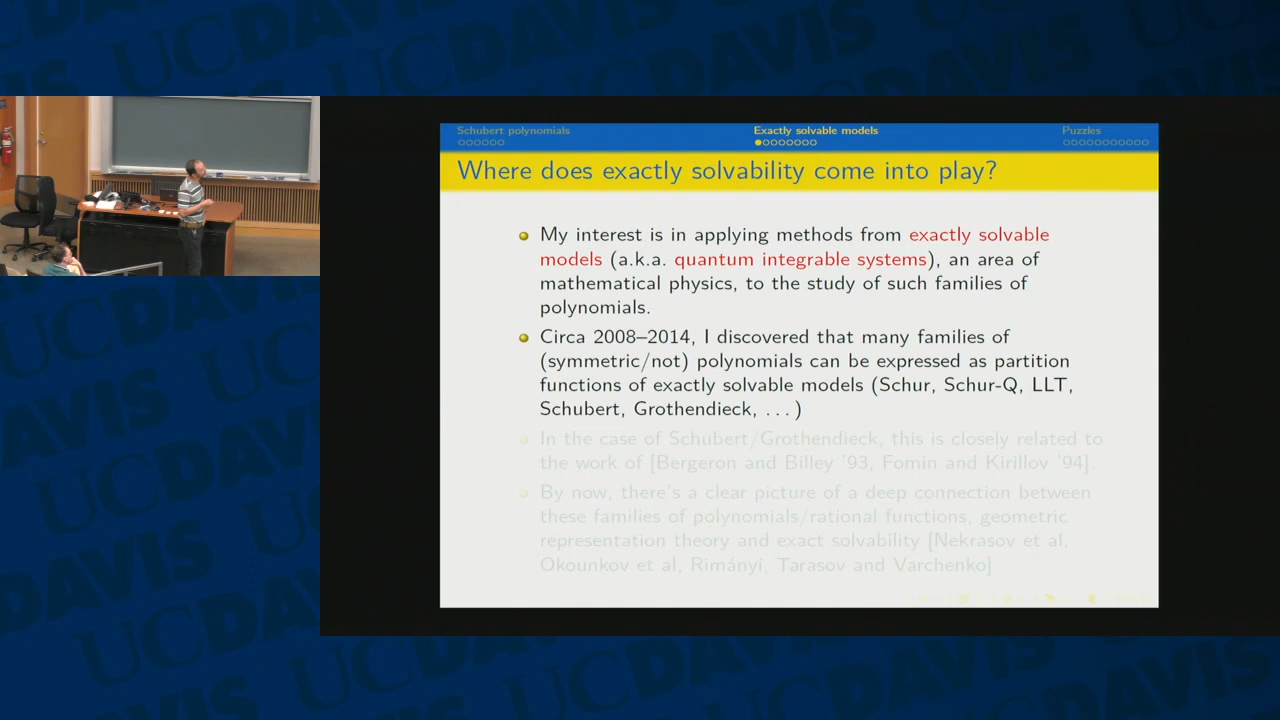 Schubert polynomials
Exactly solvable models
Puzzles
Where does exactly solvability come into play?
My interest is in applying methods from exactly solvable
models (a.k.a. quantum integrable systems), an area of
mathematical physics, to the study of such families of
polynomials.
Circa 2008–2014, I discovered that many families of
(symmetric/not) polynomials can be expressed as partition
functions of exactly solvable models (Schur, Schur-Q, LLT,
Schubert, Grothendieck, ...)
In the case of Schubert/Grothendieck, this is closely related to
the work of [Bergeron and Billey '93, Fomin and Kirillov '94].
By now, there's a clear picture of a deep connection between
these families of polynomials/rational functions, geometric
representation theory and exact solvability [Nekrasov et al,
Okounkov et al, Rimányi, Tarasov and Varchenko]
UCDAVIS